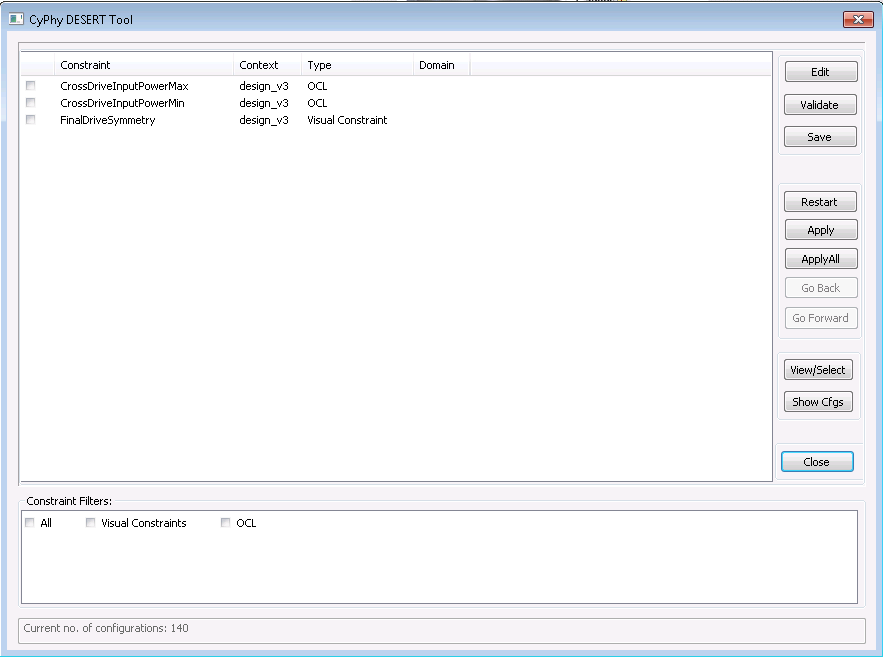 CyPhy DESERT Tool
Constraint Context Type Domain
CrossDriveInputPowerMax design_v3 OCL
CrossDriveInputPowerMin design_v3 OCL
FinalDriveSymmetry design_v3 Visual Constraint
Edit
Validate
Save
Restart
Apply
ApplyAll
Go Back
Go Forward
View/Select
Show Cfgs
Close
Constraint Filters:
All Visual Constraints OCL
Current no. of configurations: 140